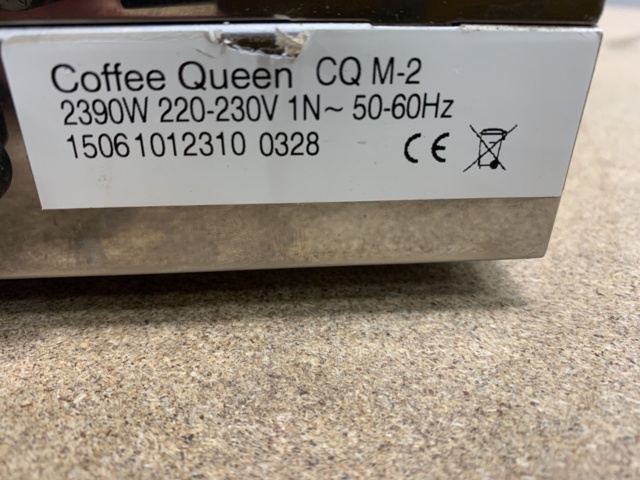 Coffee Queen CQ M-2
2390W 220-230V 1N~ 50-60Hz
15061012310 0328 CE